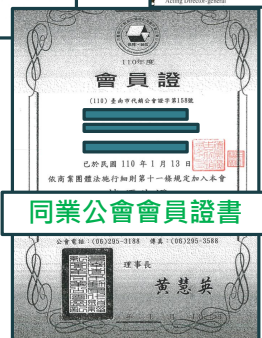 Acting Director-general
110年度
會員證
(110) 臺南市代銷公會證字第158號
已於民國 110 年 1 月 13 日
依商業團體法施行細則第十一條規定加入本會
同業公會會員證書
公會電話：(06)295-3188 傳真：(06)295-3588
理事長
黃慧英